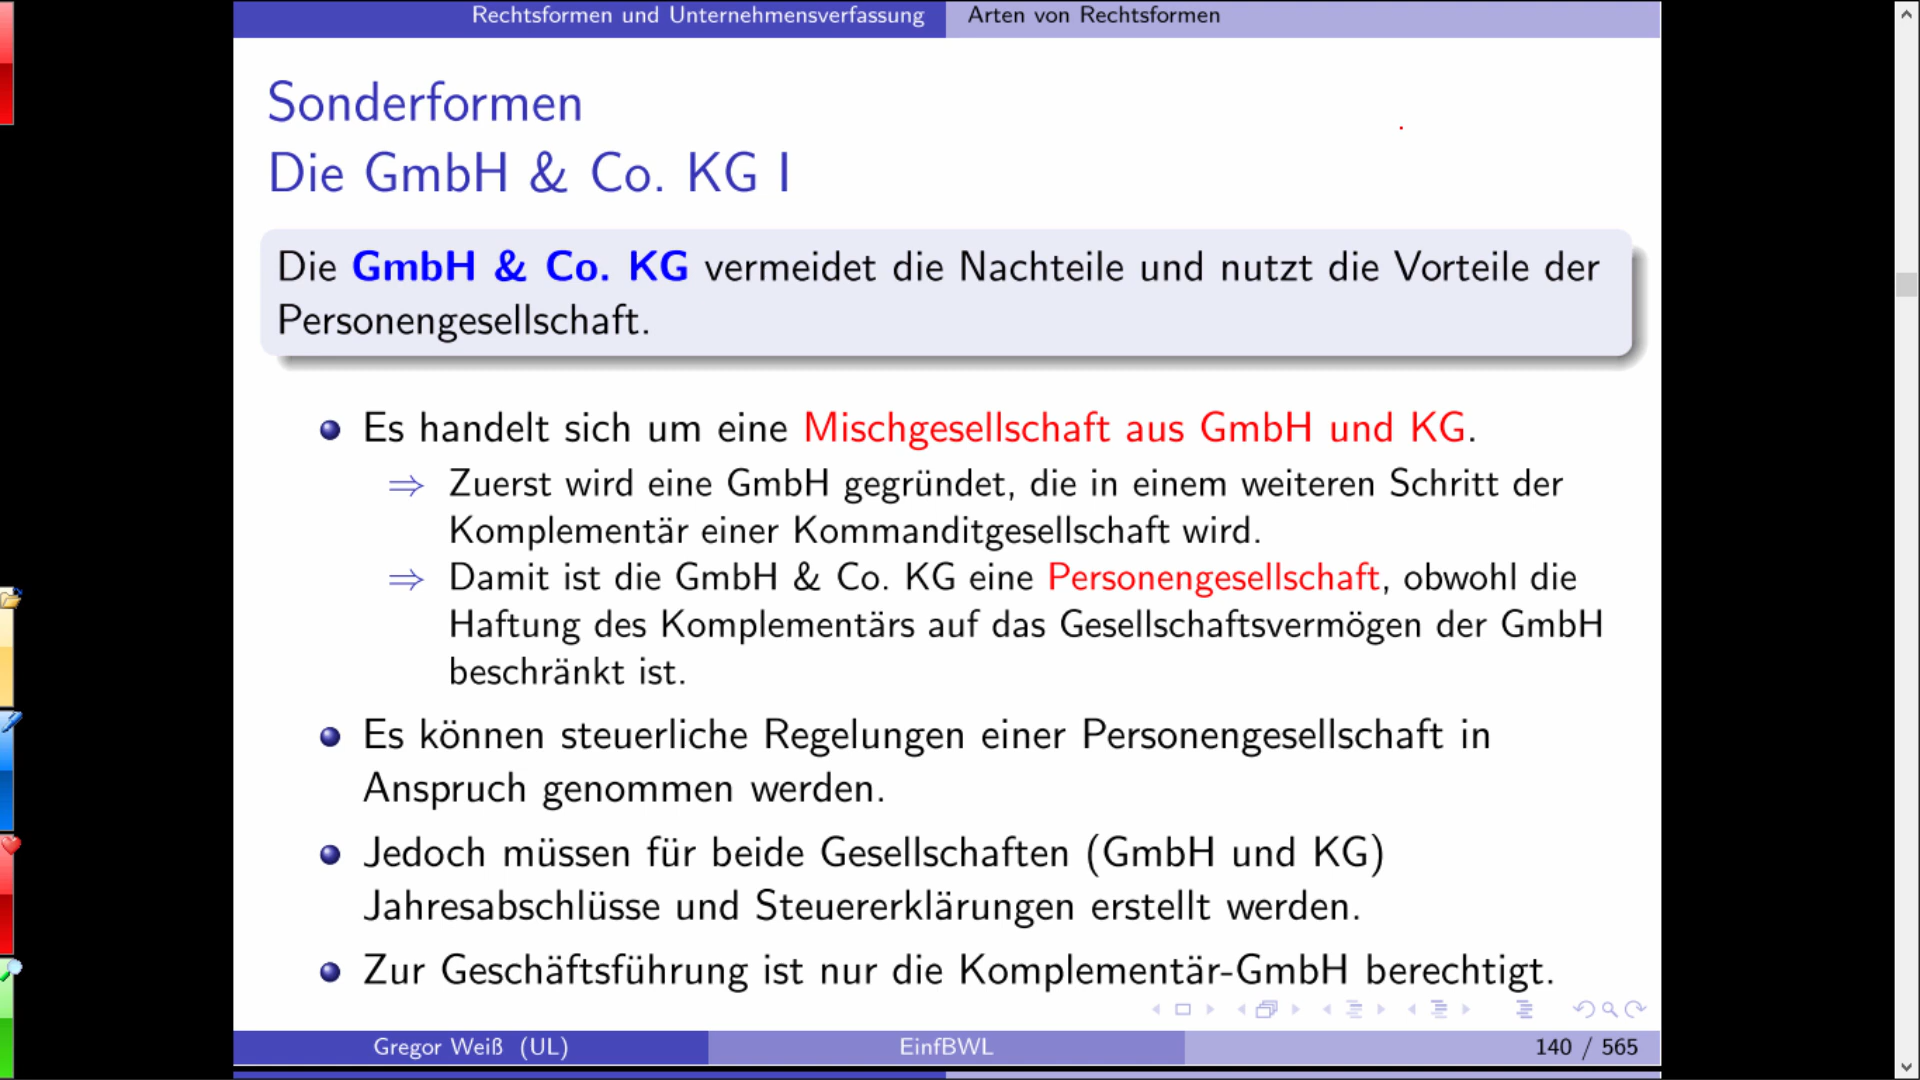 Rechtsformen und Unternehmensverfassung Arten von Rechtsformen
Sonderformen
Die GmbH & Co. KG I
Die GmbH & Co. KG vermeidet die Nachteile und nutzt die Vorteile der
Personengesellschaft.
Es handelt sich um eine Mischgesellschaft aus GmbH und KG.
⇒ Zuerst wird eine GmbH gegründet, die in einem weiteren Schritt der
Komplementär einer Kommanditgesellschaft wird.
⇒ Damit ist die GmbH & Co. KG eine Personengesellschaft, obwohl die
Haftung des Komplementärs auf das Gesellschaftsvermögen der GmbH
beschränkt ist.
Es können steuerliche Regelungen einer Personengesellschaft in
Anspruch genommen werden.
Jedoch müssen für beide Gesellschaften (GmbH und KG)
Jahresabschlüsse und Steuererklärungen erstellt werden.
Zur Geschäftsführung ist nur die Komplementär-GmbH berechtigt.
Gregor Weiß (UL) EinfBWL 140 / 565